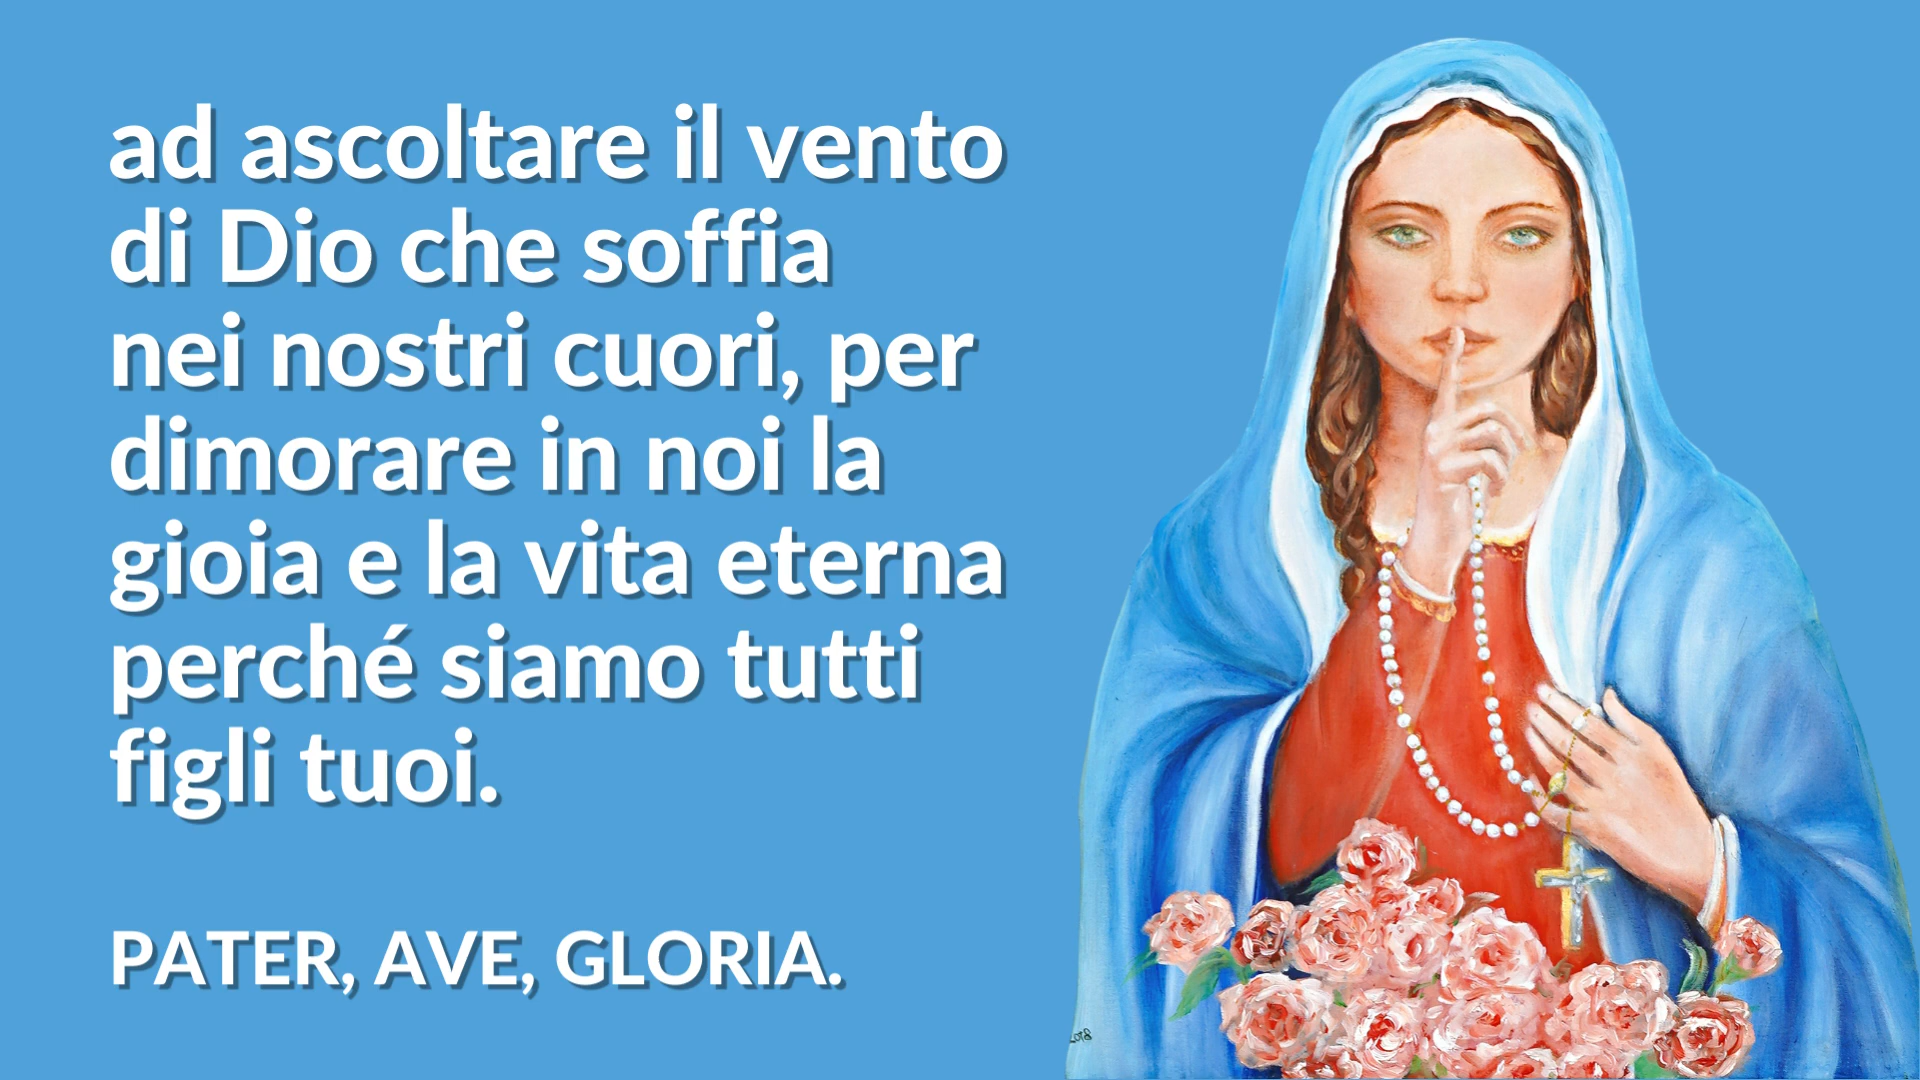 ad ascoltare il vento
di Dio che soffia
nei nostri cuori, per
dimorare in noi la
gioia e la vita eterna
perché siamo tutti
figli tuoi.
PATER, AVE, GLORIA.